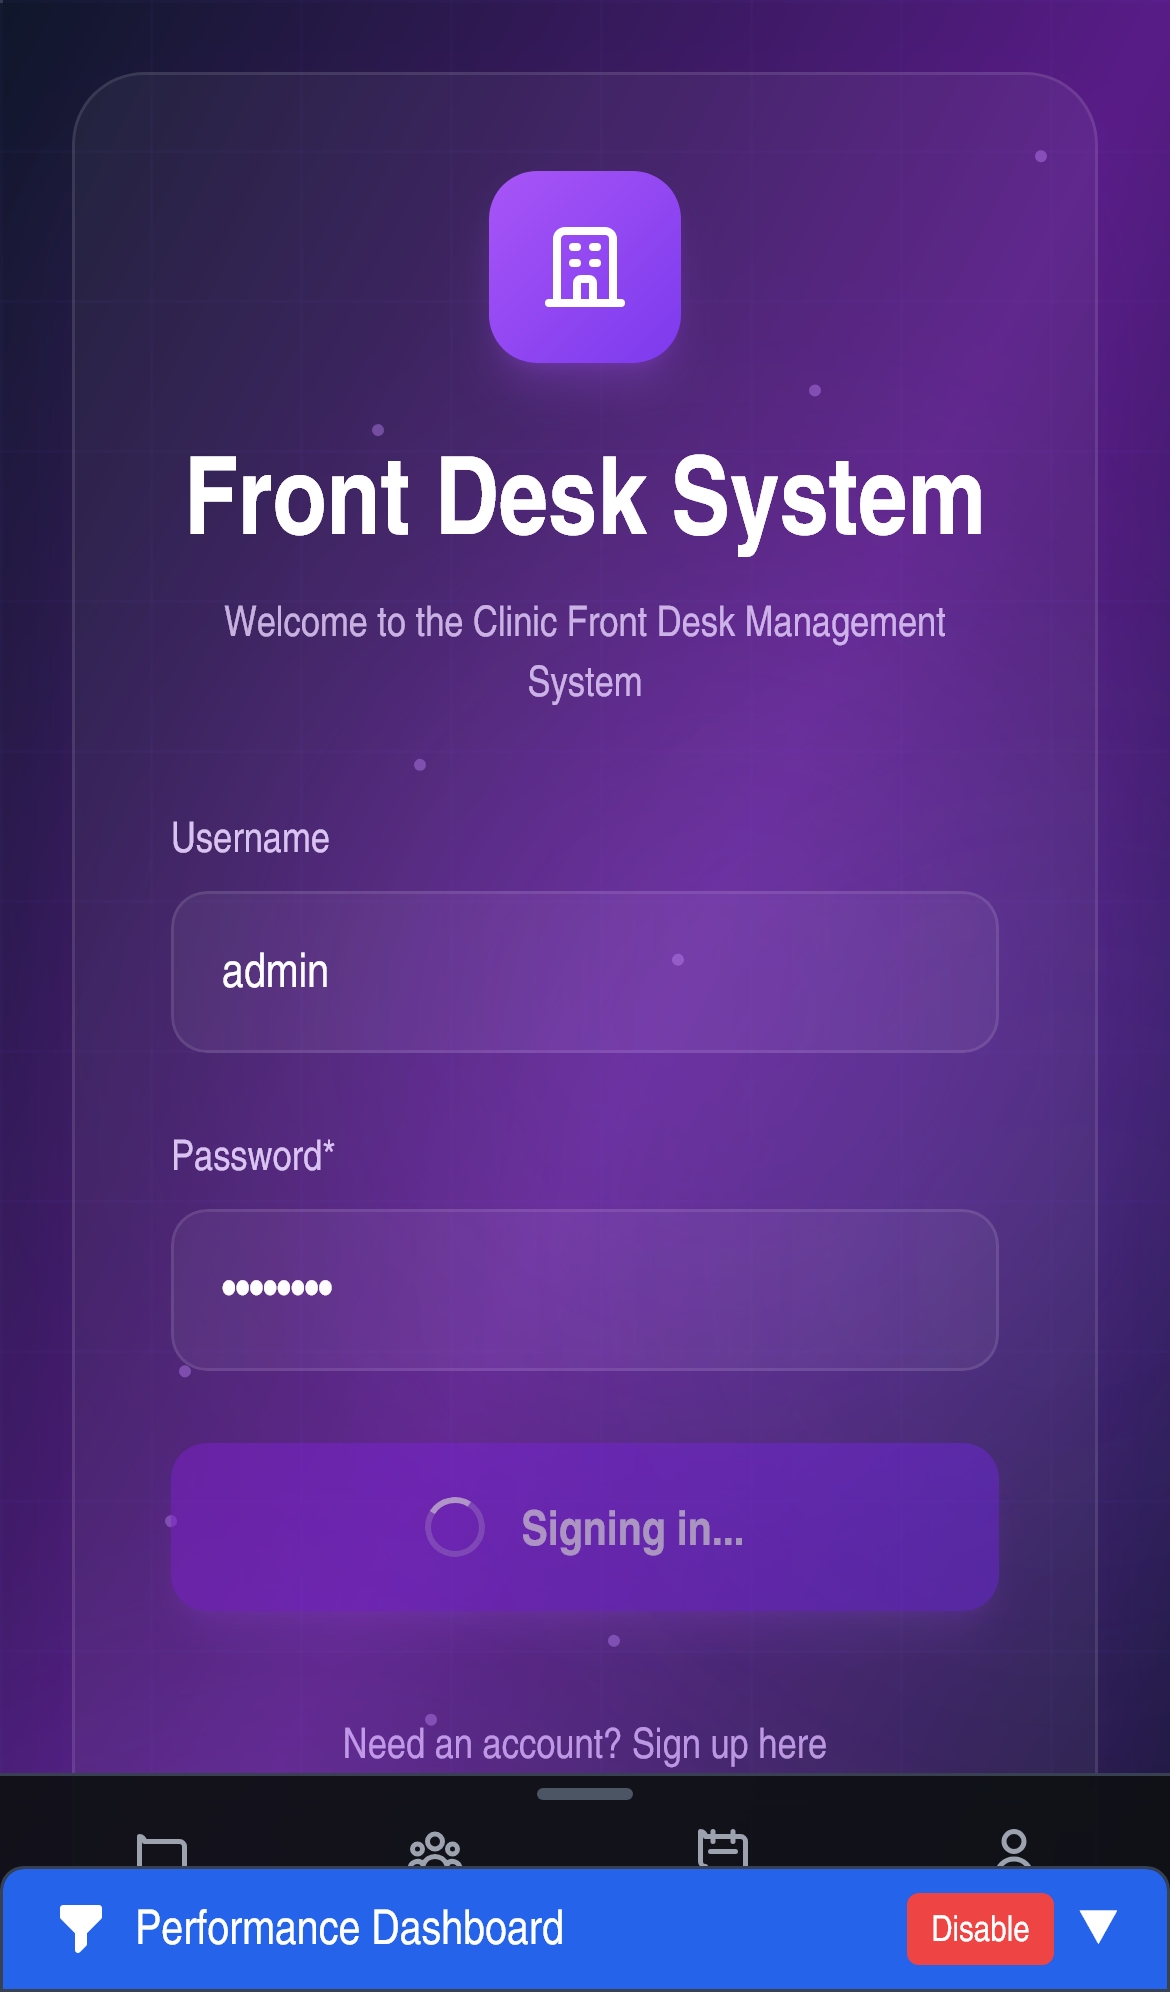 Front Desk System
Welcome to the Clinic Front Desk Management
System
Username
admin
Password*
••••••••
Signing in...
Need an account? Sign up here
Performance Dashboard
Disable